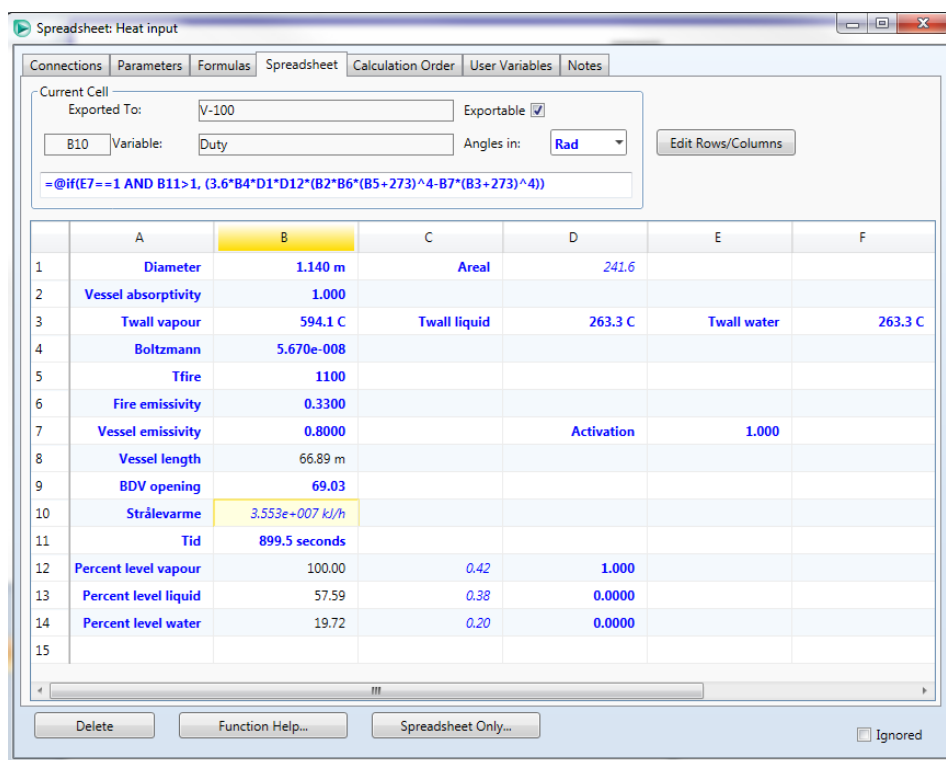 Spreadsheet: Heat input
Connections Parameters Formulas Spreadsheet Calculation Order User Variables Notes
Current Cell
Exported To: V-100 Exportable
B10 Variable: Duty Angles in: Rad Edit Rows/Columns
=@if(E7==1 AND B11>1, (3.6*B4*D1*D12*(B2*B6*(B5+273)^4-B7*(B3+273)^4))
A B C D E F
1 Diameter 1.140 m Areal 241.6
2 Vessel absorptivity 1.000
3 Twall vapour 594.1 C Twall liquid 263.3 C Twall water 263.3 C
4 Boltzmann 5.670e-008
5 Tfire 1100
6 Fire emissivity 0.3300
7 Vessel emissivity 0.8000 Activation 1.000
8 Vessel length 66.89 m
9 BDV opening 69.03
10 Strålevarme 3.553e+007 kJ/h
11 Tid 899.5 seconds
12 Percent level vapour 100.00 0.42 1.000
13 Percent level liquid 57.59 0.38 0.0000
14 Percent level water 19.72 0.20 0.0000
15
Delete Function Help... Spreadsheet Only... Ignored